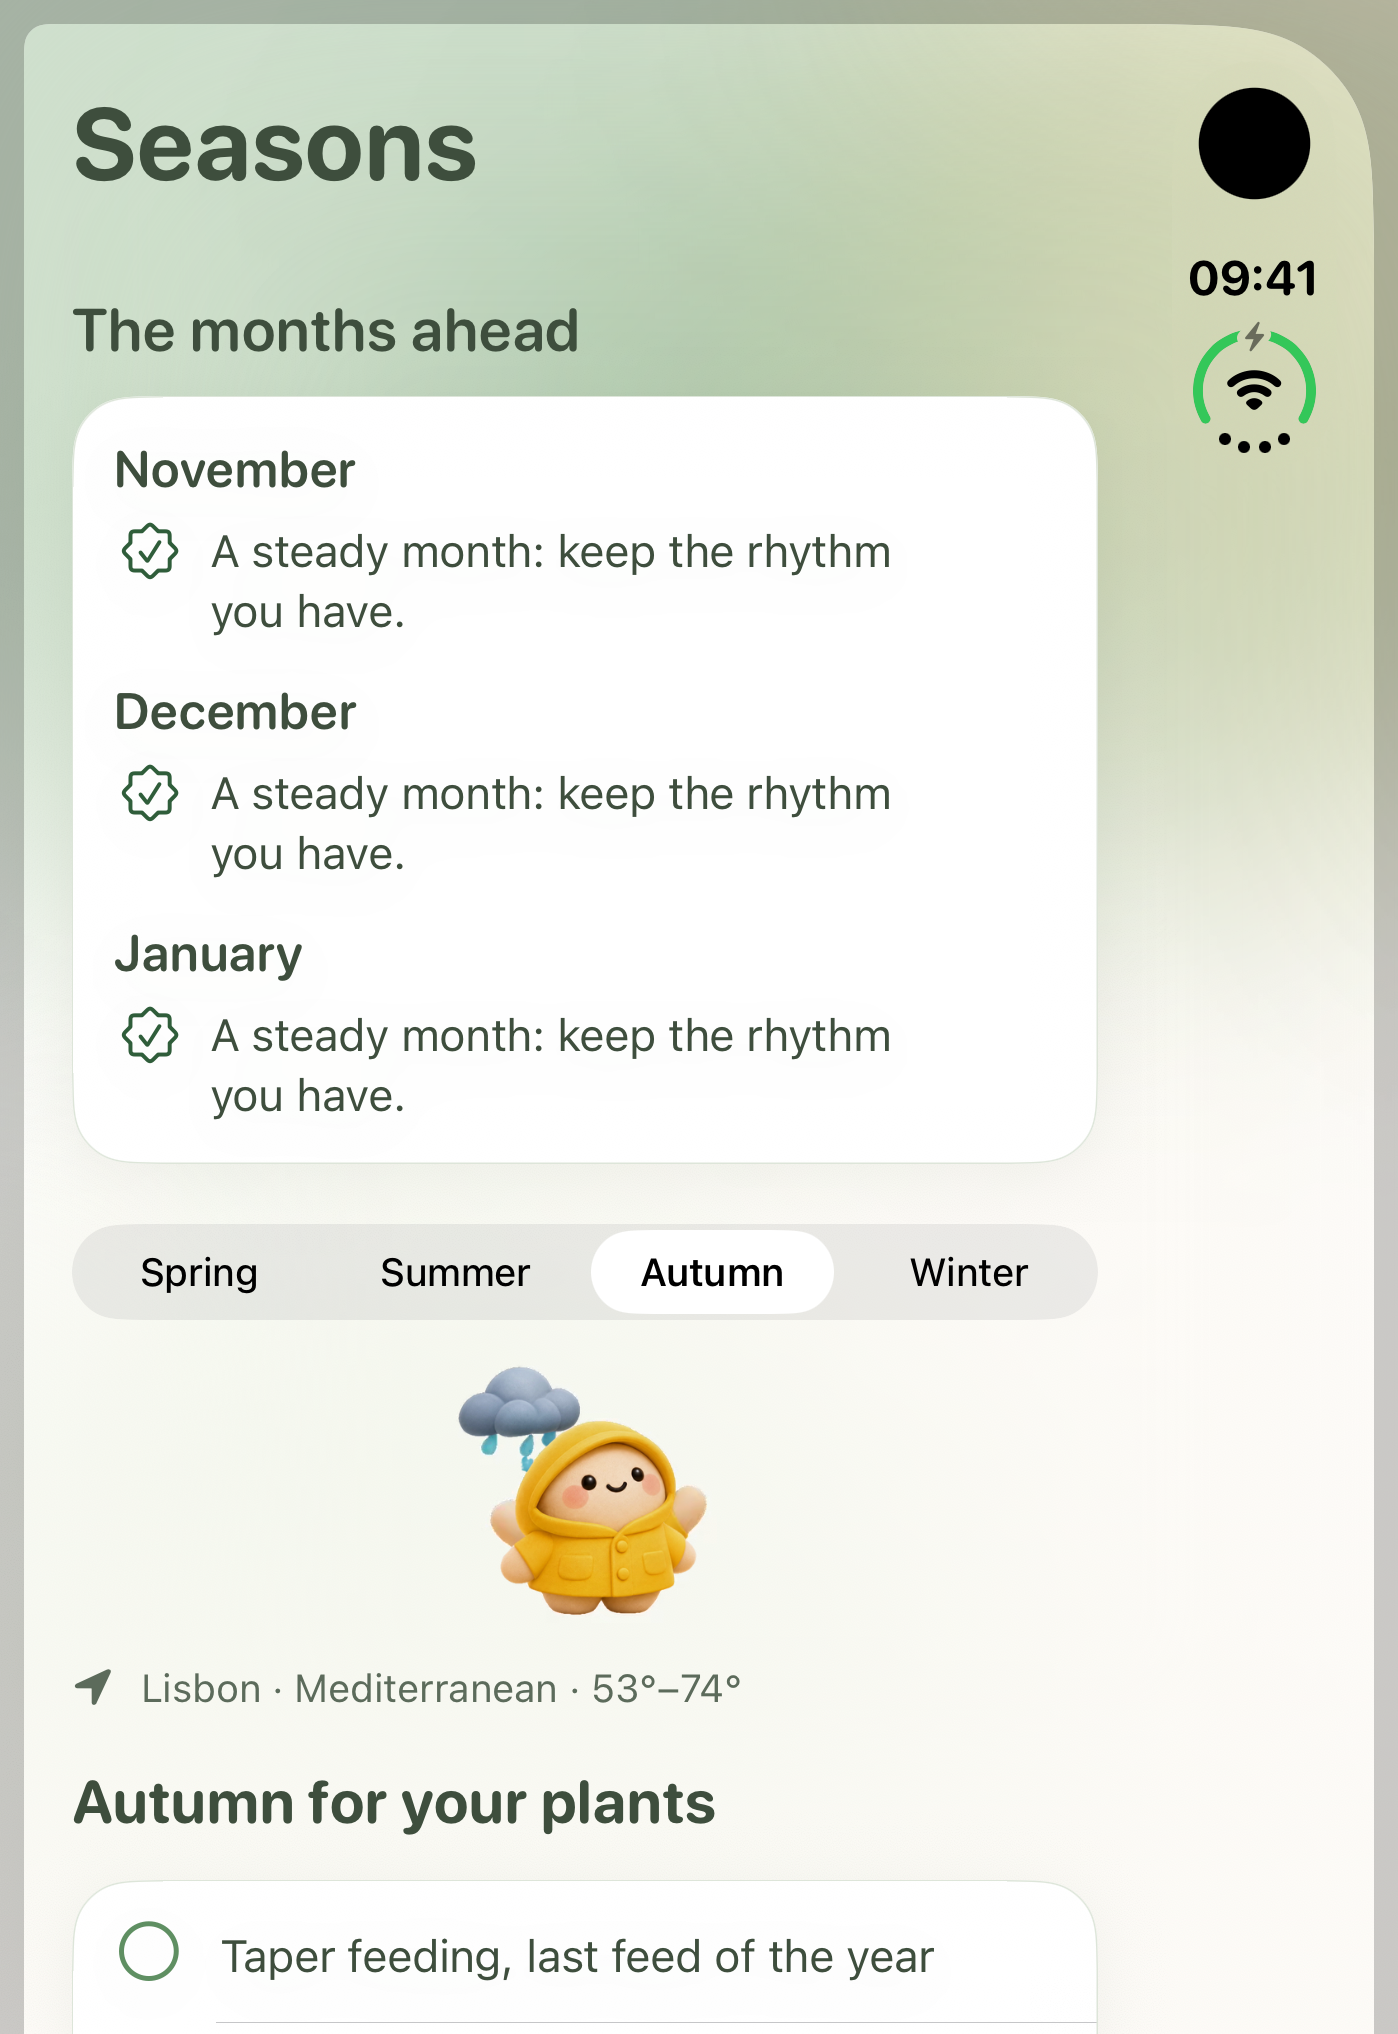 Seasons
09:41
The months ahead
November
A steady month: keep the rhythm
you have.
December
A steady month: keep the rhythm
you have.
January
A steady month: keep the rhythm
you have.
Spring Summer Autumn Winter
Lisbon · Mediterranean · 53°–74°
Autumn for your plants
Taper feeding, last feed of the year